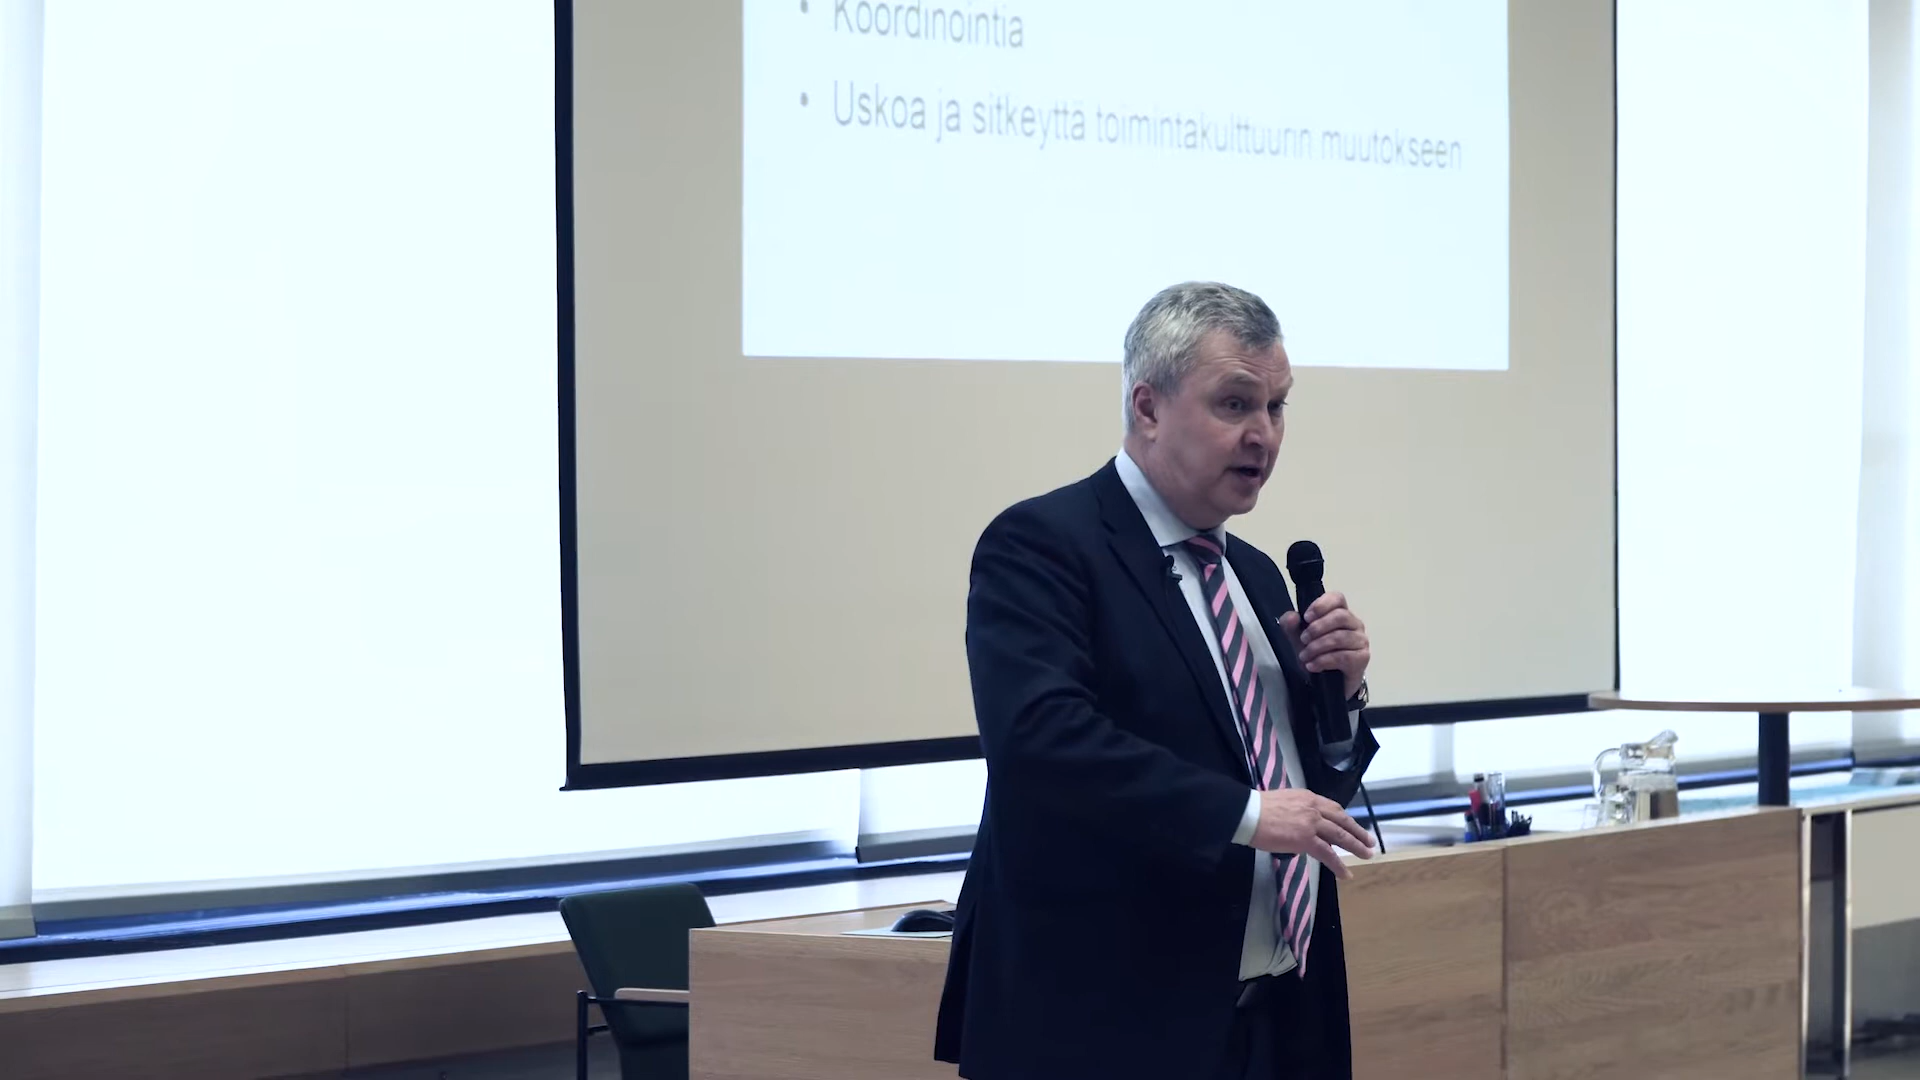 • Koordinointia
• Uskoa ja sitkeyttä toimintakulttuurin muutokseen